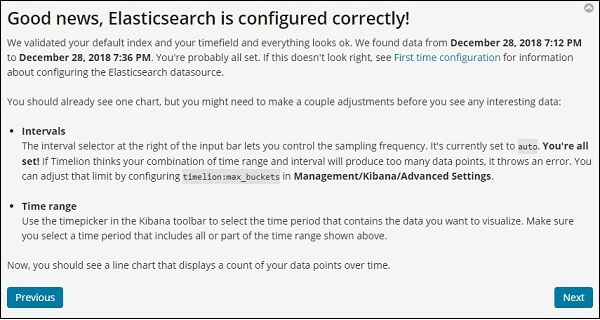 Good news, Elasticsearch is configured correctly!
We validated your default index and your timefield and everything looks ok. We found data from December 28, 2018 7:12 PM
to December 28, 2018 7:36 PM. You're probably all set. If this doesn't look right, see First time configuration for information
about configuring the Elasticsearch datasource.
You should already see one chart, but you might need to make a couple adjustments before you see any interesting data:
• Intervals
The interval selector at the right of the input bar lets you control the sampling frequency. It's currently set to auto. You're all
set! If Timelion thinks your combination of time range and interval will produce too many data points, it throws an error. You
can adjust that limit by configuring timelion:max_buckets in Management/Kibana/Advanced Settings.
• Time range
Use the timepicker in the Kibana toolbar to select the time period that contains the data you want to visualize. Make sure
you select a time period that includes all or part of the time range shown above.
Now, you should see a line chart that displays a count of your data points over time.
Previous
Next